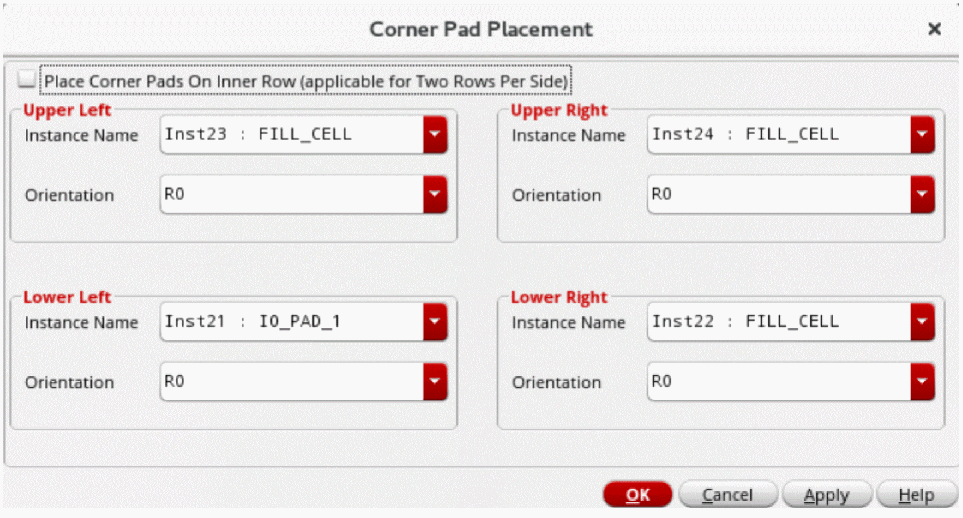 Corner Pad Placement
Place Corner Pads On Inner Row (applicable for Two Rows Per Side)
Upper Left
Instance Name Inst23 : FILL_CELL
Orientation R0
Upper Right
Instance Name Inst24 : FILL_CELL
Orientation R0
Lower Left
Instance Name Inst21 : IO_PAD_1
Orientation R0
Lower Right
Instance Name Inst22 : FILL_CELL
Orientation R0
OK Cancel Apply Help